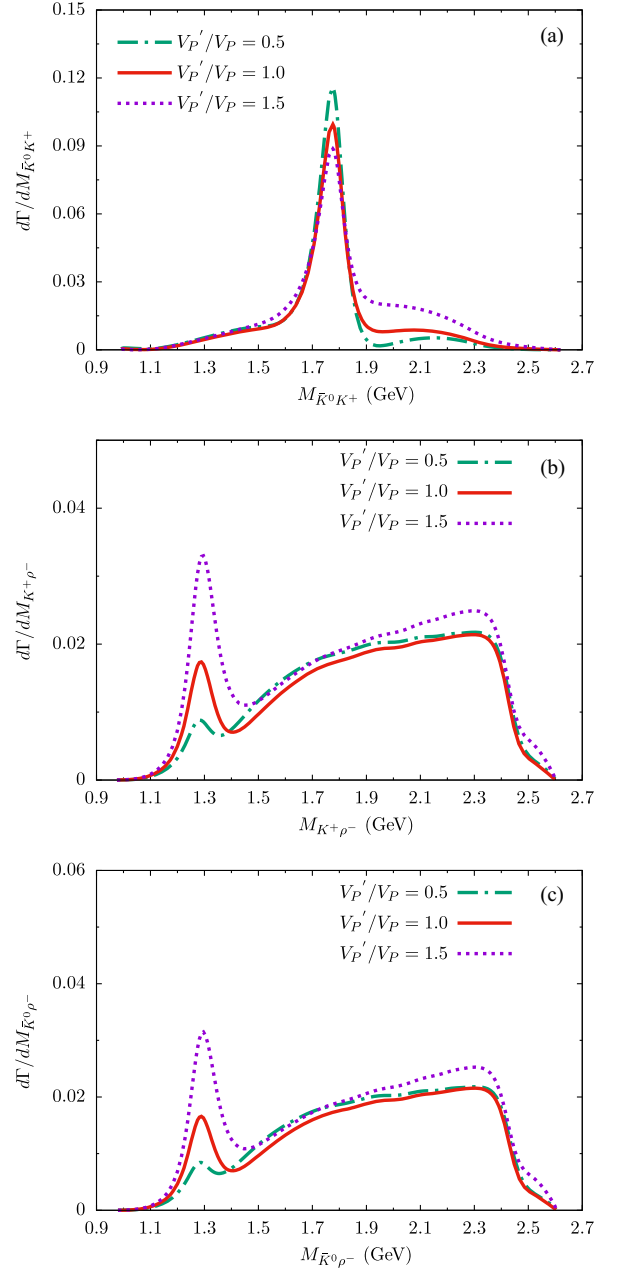 0.15
V_P'/V_P = 0.5
(a)
V_P'/V_P = 1.0
0.12
V_P'/V_P = 1.5
0.09
dΓ/dM_{K̄⁰K⁺}
0.06
0.03
0
0.9 1.1 1.3 1.5 1.7 1.9 2.1 2.3 2.5 2.7
M_{K̄⁰K⁺} (GeV)
V_P'/V_P = 0.5
(b)
V_P'/V_P = 1.0
0.04
V_P'/V_P = 1.5
dΓ/dM_{K⁺ρ⁻}
0.02
0
0.9 1.1 1.3 1.5 1.7 1.9 2.1 2.3 2.5 2.7
M_{K⁺ρ⁻} (GeV)
0.06
V_P'/V_P = 0.5
(c)
V_P'/V_P = 1.0
V_P'/V_P = 1.5
0.04
dΓ/dM_{K̄⁰ρ⁻}
0.02
0
0.9 1.1 1.3 1.5 1.7 1.9 2.1 2.3 2.5 2.7
M_{K̄⁰ρ⁻} (GeV)